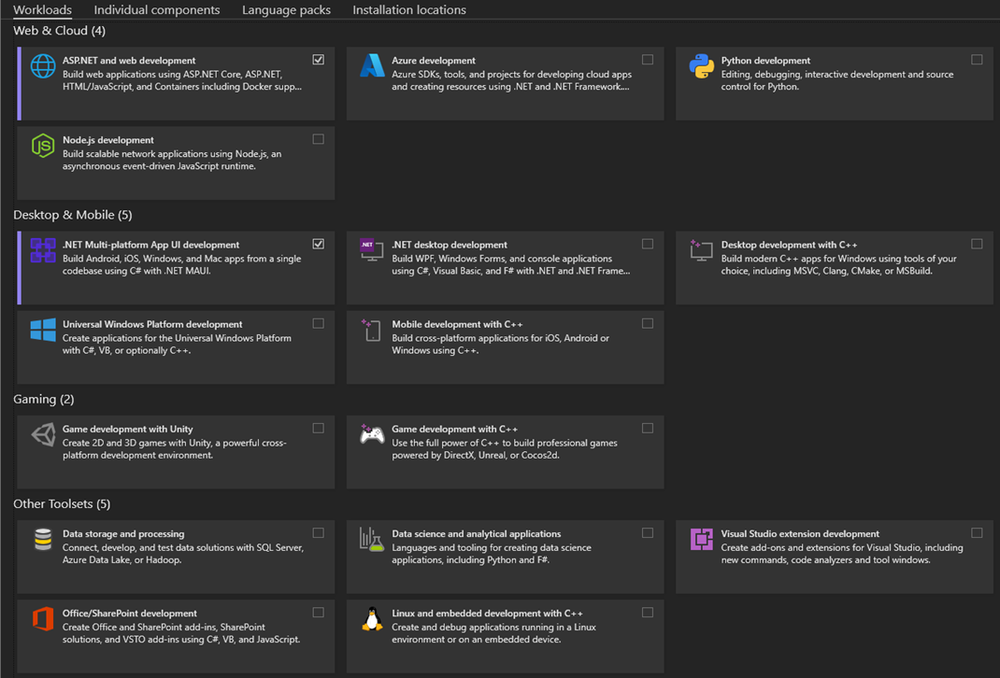 Workloads Individual components Language packs Installation locations
Web & Cloud (4)
ASP.NET and web development
Build web applications using ASP.NET Core, ASP.NET,
HTML/JavaScript, and Containers including Docker supp...
Azure development
Azure SDKs, tools, and projects for developing cloud apps
and creating resources using .NET and .NET Framework....
Python development
Editing, debugging, interactive development and source
control for Python.
JS
Node.js development
Build scalable network applications using Node.js, an
asynchronous event-driven JavaScript runtime.
Desktop & Mobile (5)
.NET Multi-platform App UI development
Build Android, iOS, Windows, and Mac apps from a single
codebase using C# with .NET MAUI.
.NET
.NET desktop development
Build WPF, Windows Forms, and console applications
using C#, Visual Basic, and F# with .NET and .NET Frame...
Desktop development with C++
Build modern C++ apps for Windows using tools of your
choice, including MSVC, Clang, CMake, or MSBuild.
Universal Windows Platform development
Create applications for the Universal Windows Platform
with C#, VB, or optionally C++.
Mobile development with C++
Build cross-platform applications for iOS, Android or
Windows using C++.
Gaming (2)
Game development with Unity
Create 2D and 3D games with Unity, a powerful cross-
platform development environment.
Game development with C++
Use the full power of C++ to build professional games
powered by DirectX, Unreal, or Cocos2d.
Other Toolsets (5)
Data storage and processing
Connect, develop, and test data solutions with SQL Server,
Azure Data Lake, or Hadoop.
Data science and analytical applications
Languages and tooling for creating data science
applications, including Python and F#.
Visual Studio extension development
Create add-ons and extensions for Visual Studio, including
new commands, code analyzers and tool windows.
Office/SharePoint development
Create Office and SharePoint add-ins, SharePoint
solutions, and VSTO add-ins using C#, VB, and JavaScript.
Linux and embedded development with C++
Create and debug applications running in a Linux
environment or on an embedded device.